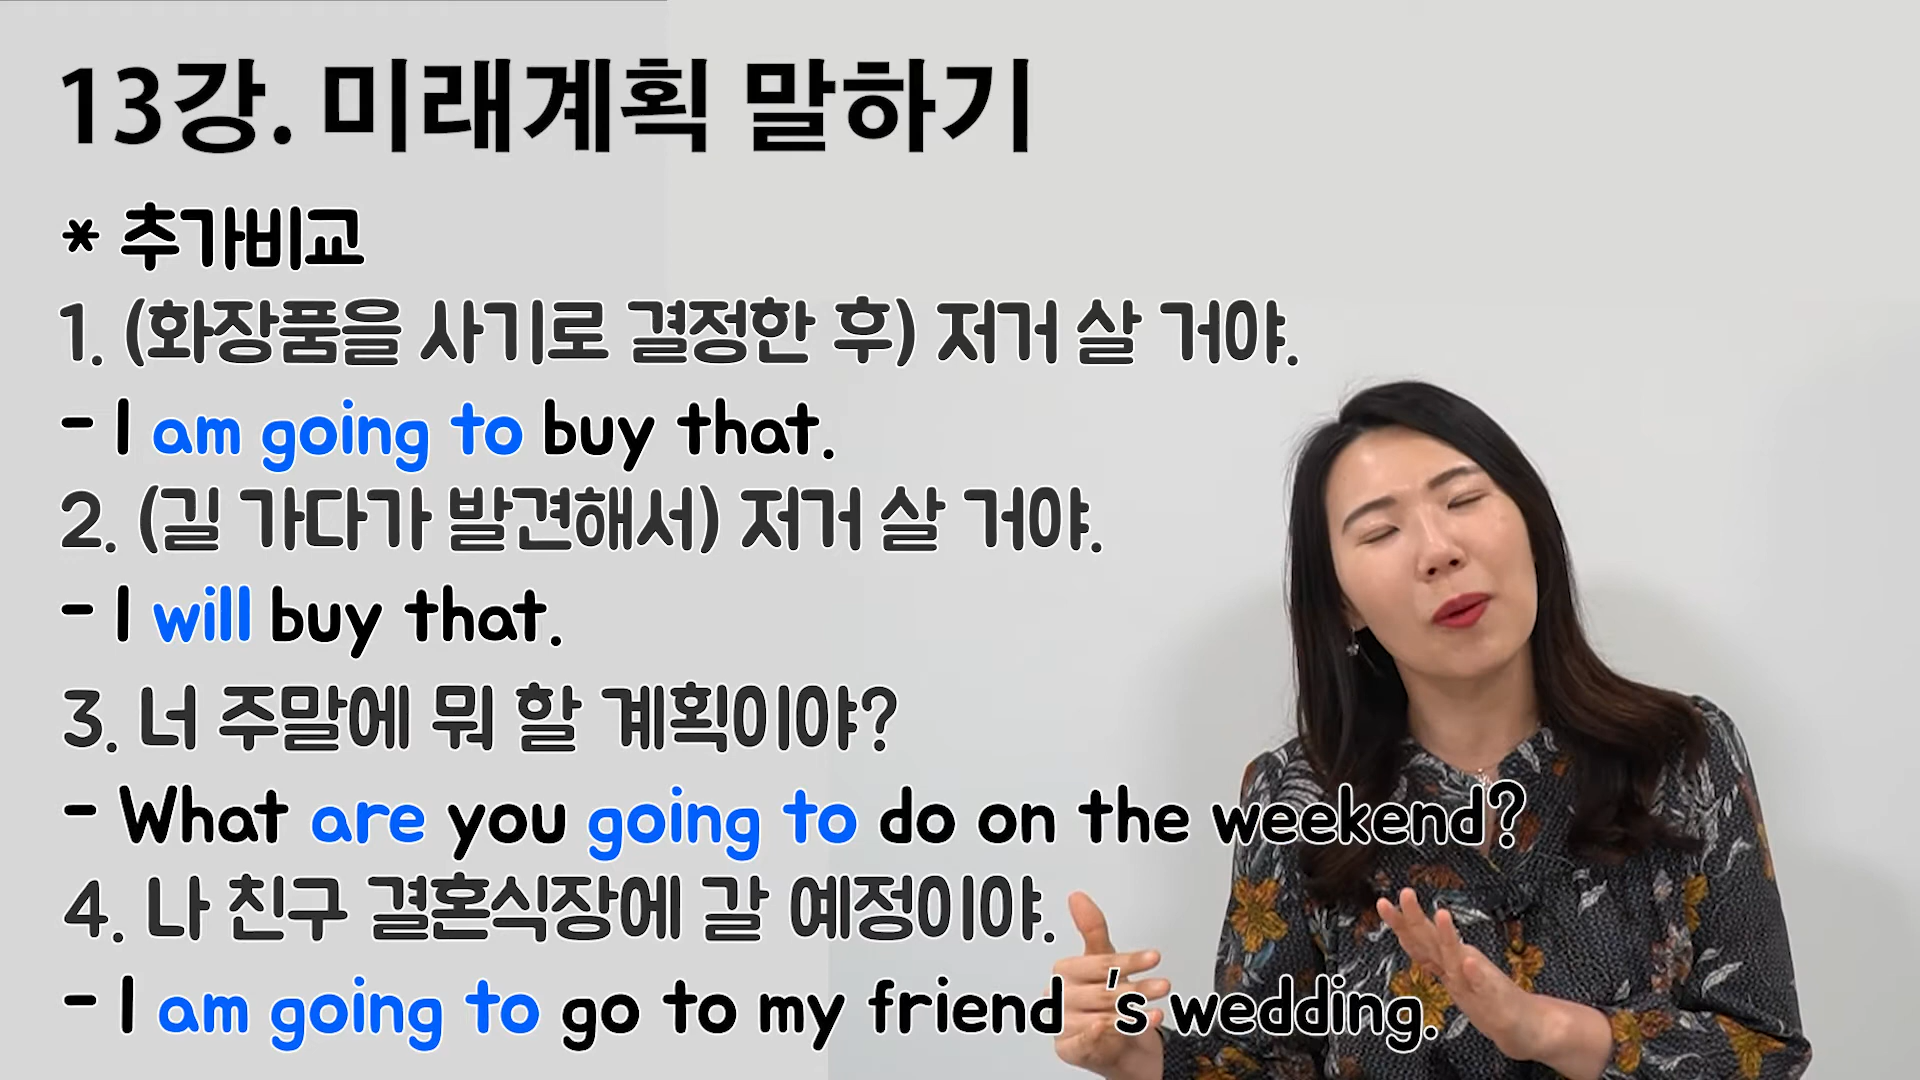 13강. 미래계획 말하기
* 추가비교
1. (화장품을 사기로 결정한 후) 저거 살 거야.
- I am going to buy that.
2. (길 가다가 발견해서) 저거 살 거야.
- I will buy that.
3. 너 주말에 뭐 할 계획이야?
- What are you going to do on the weekend?
4. 나 친구 결혼식장에 갈 예정이야.
- I am going to go to my friend 's wedding.